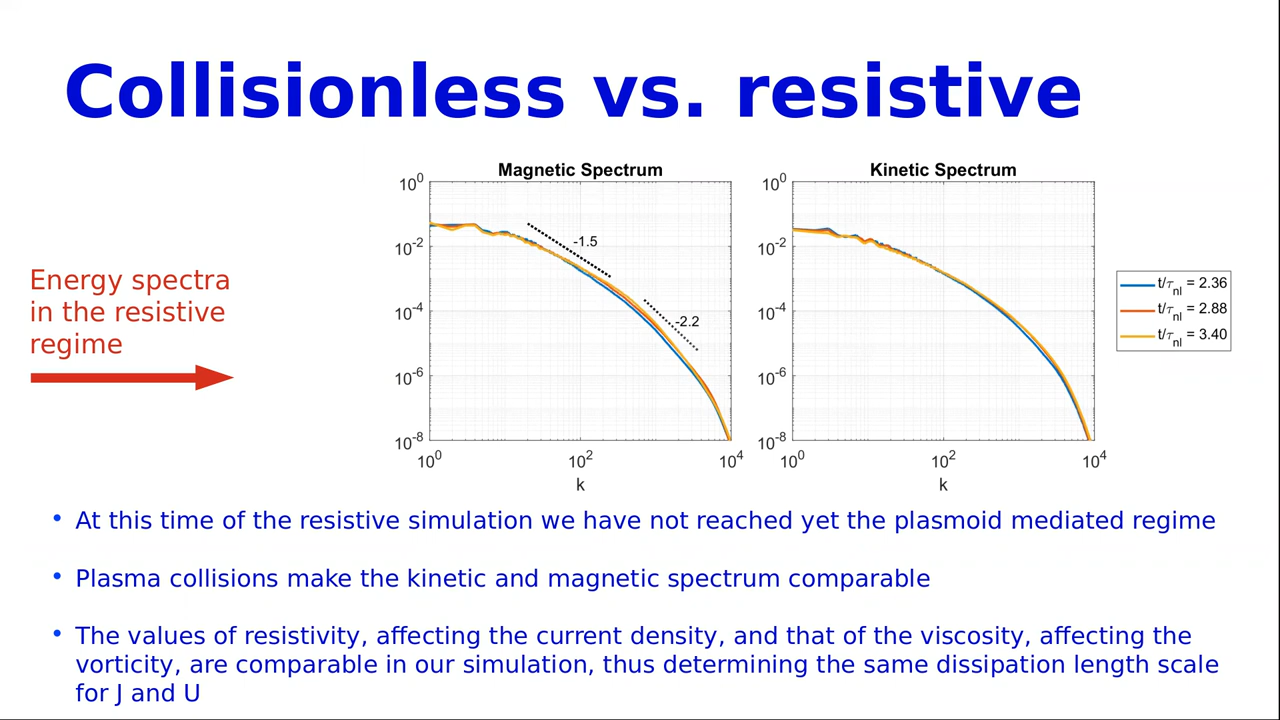 Collisionless vs. resistive
Energy spectra
in the resistive
regime
Magnetic Spectrum
10^0
10^-2
10^-4
10^-6
10^-8
-1.5
-2.2
10^0 10^2 10^4
k
Kinetic Spectrum
10^0
10^-2
10^-4
10^-6
10^-8
10^0 10^2 10^4
k
t/τ_nl = 2.36
t/τ_nl = 2.88
t/τ_nl = 3.40
• At this time of the resistive simulation we have not reached yet the plasmoid mediated regime
• Plasma collisions make the kinetic and magnetic spectrum comparable
• The values of resistivity, affecting the current density, and that of the viscosity, affecting the
vorticity, are comparable in our simulation, thus determining the same dissipation length scale
for J and U